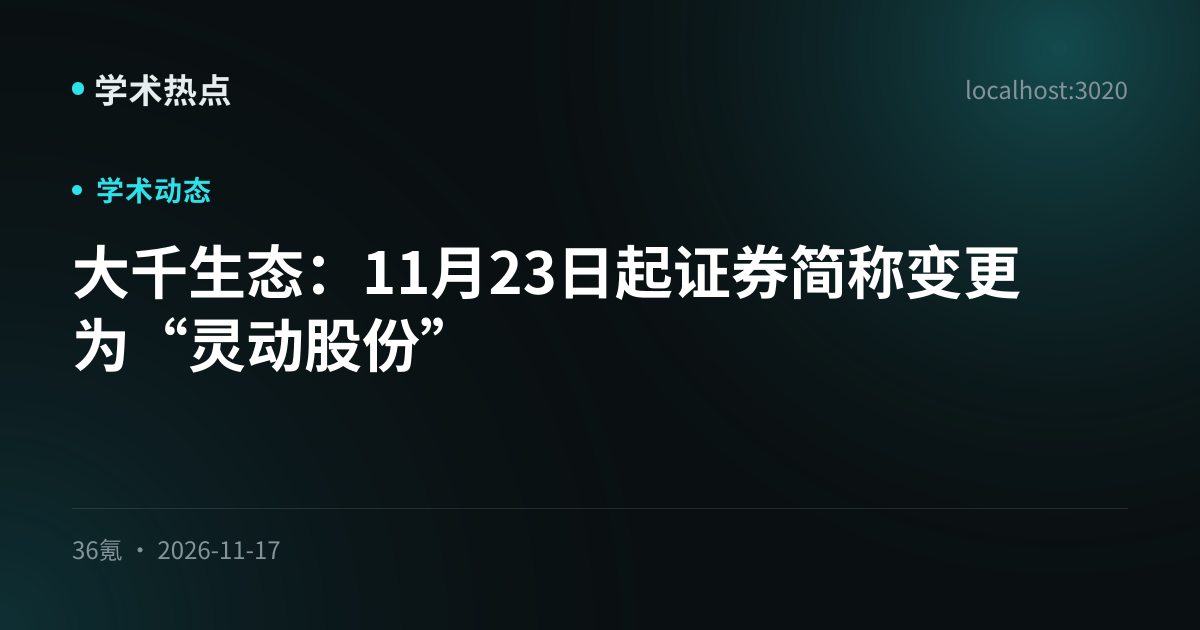 学术热点
localhost:3020
学术动态
大千生态：11月23日起证券简称变更
为“灵动股份”
36氪 · 2026-11-17